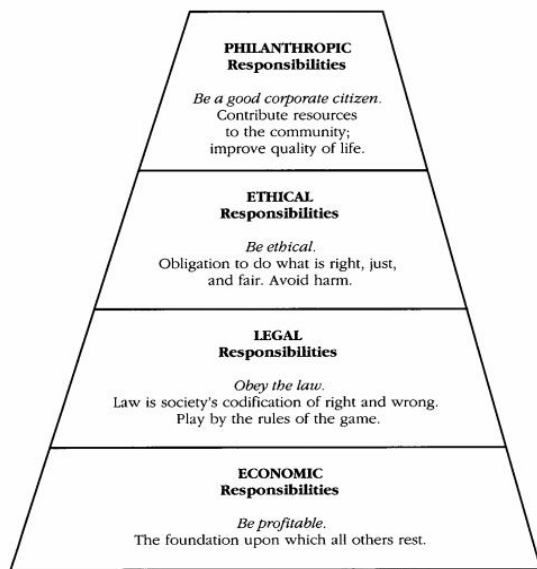 PHILANTHROPIC
Responsibilities
Be a good corporate citizen.
Contribute resources
to the community;
improve quality of life.
ETHICAL
Responsibilities
Be ethical.
Obligation to do what is right, just,
and fair. Avoid harm.
LEGAL
Responsibilities
Obey the law.
Law is society's codification of right and wrong.
Play by the rules of the game.
ECONOMIC
Responsibilities
Be profitable.
The foundation upon which all others rest.